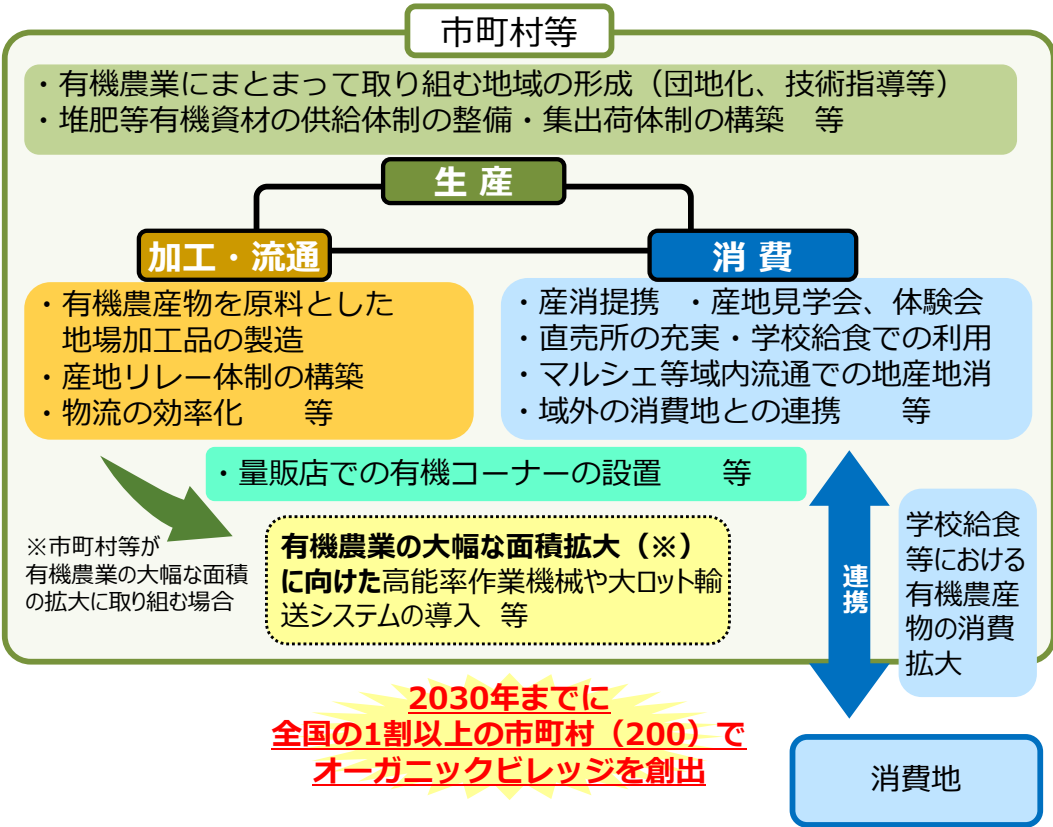 市町村等
・有機農業にまとまって取り組む地域の形成（団地化、技術指導等）
・堆肥等有機資材の供給体制の整備・集出荷体制の構築　等
生 産
加工・流通
消 費
・有機農産物を原料とした
地場加工品の製造
・産地リレー体制の構築
・物流の効率化　　等
・産消提携　・産地見学会、体験会
・直売所の充実・学校給食での利用
・マルシェ等域内流通での地産地消
・域外の消費地との連携　　等
・量販店での有機コーナーの設置　　等
※市町村等が
有機農業の大幅な面積
の拡大に取り組む場合
有機農業の大幅な面積拡大（※）
に向けた高能率作業機械や大ロット輸
送システムの導入　等
連携
学校給食
等における
有機農産
物の消費
拡大
2030年までに
全国の1割以上の市町村（200）で
オーガニックビレッジを創出
消費地